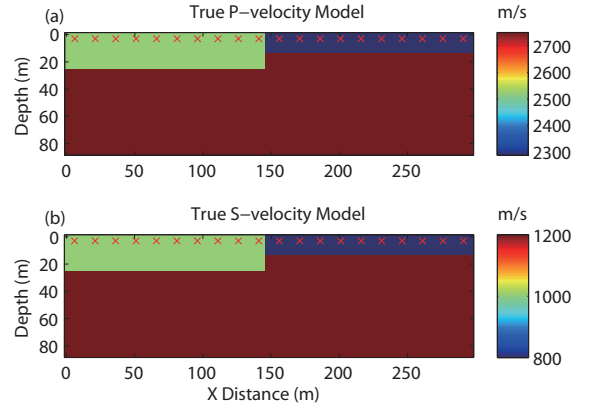 (a)
True P−velocity Model
m/s
Depth (m)
0
20
40
60
80
0 50 100 150 200 250
2700
2600
2500
2400
2300
(b)
True S−velocity Model
m/s
Depth (m)
0
20
40
60
80
0 50 100 150 200 250
X Distance (m)
1200
1000
800